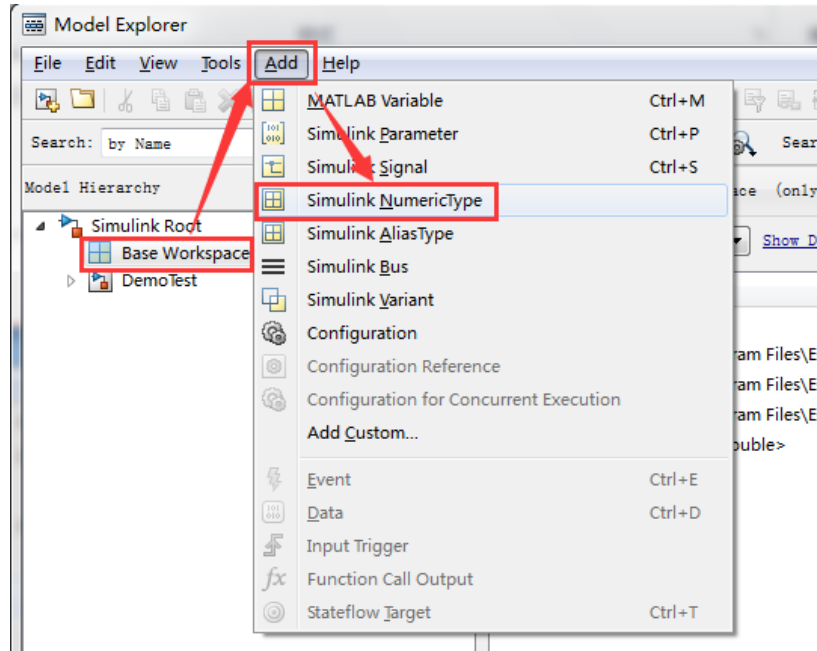 Model Explorer
File Edit View Tools Add Help
MATLAB Variable Ctrl+M
Simulink Parameter Ctrl+P
Search: by Name
Simulink Signal Ctrl+S
Model Hierarchy
Simulink NumericType
(only
Simulink Root
Simulink AliasType
Show D
Base Workspace
Simulink Bus
DemoTest
Simulink Variant
Configuration
Configuration Reference
ram Files\E
Configuration for Concurrent Execution
ram Files\E
ram Files\E
Add Custom...
ouble>
Event Ctrl+E
Data Ctrl+D
Input Trigger
fx Function Call Output
Stateflow Target Ctrl+T